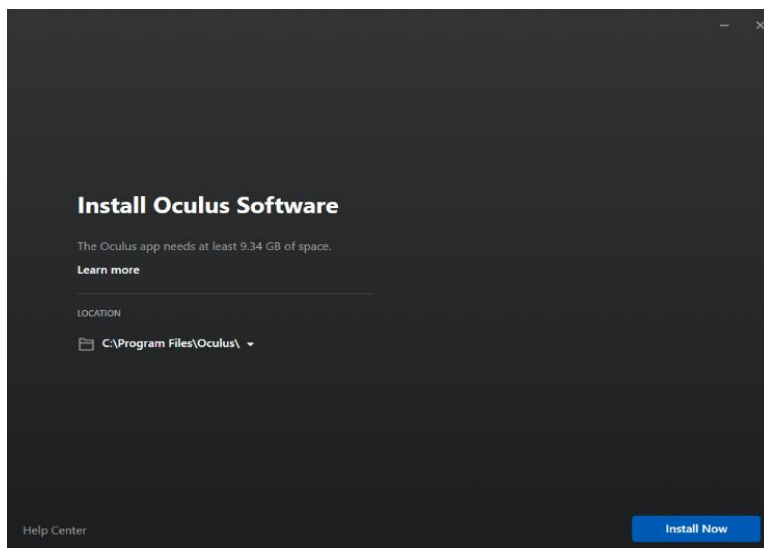 Install Oculus Software
The Oculus app needs at least 9.34 GB of space.
Learn more
LOCATION
C:\Program Files\Oculus\
Help Center
Install Now